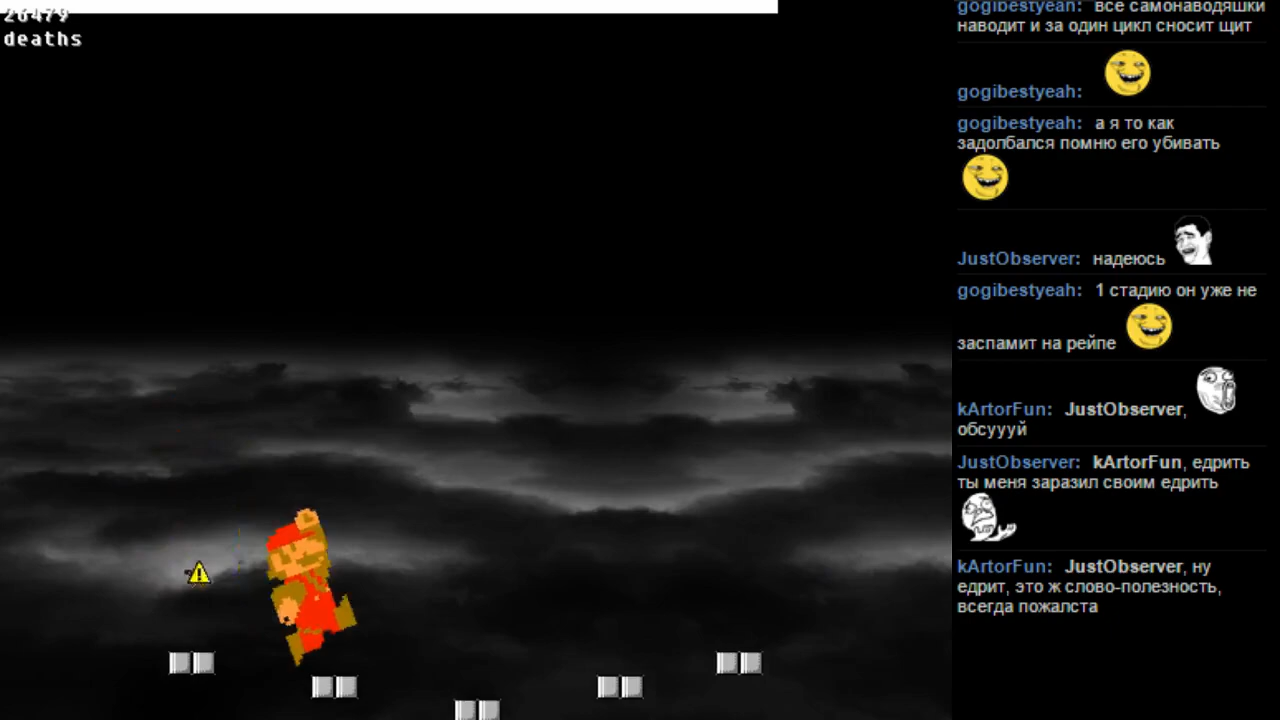 26479
deaths
gogibestyeah: все самонаводяшки
наводит и за один цикл сносит щит
gogibestyeah:
gogibestyeah: а я то как
задолбался помню его убивать
JustObserver: надеюсь
gogibestyeah: 1 стадию он уже не
заспамит на рейпе
kArtorFun: JustObserver,
обсуууй
JustObserver: kArtorFun, едрить
ты меня заразил своим едрить
kArtorFun: JustObserver, ну
едрит, это ж слово-полезность,
всегда пожалста